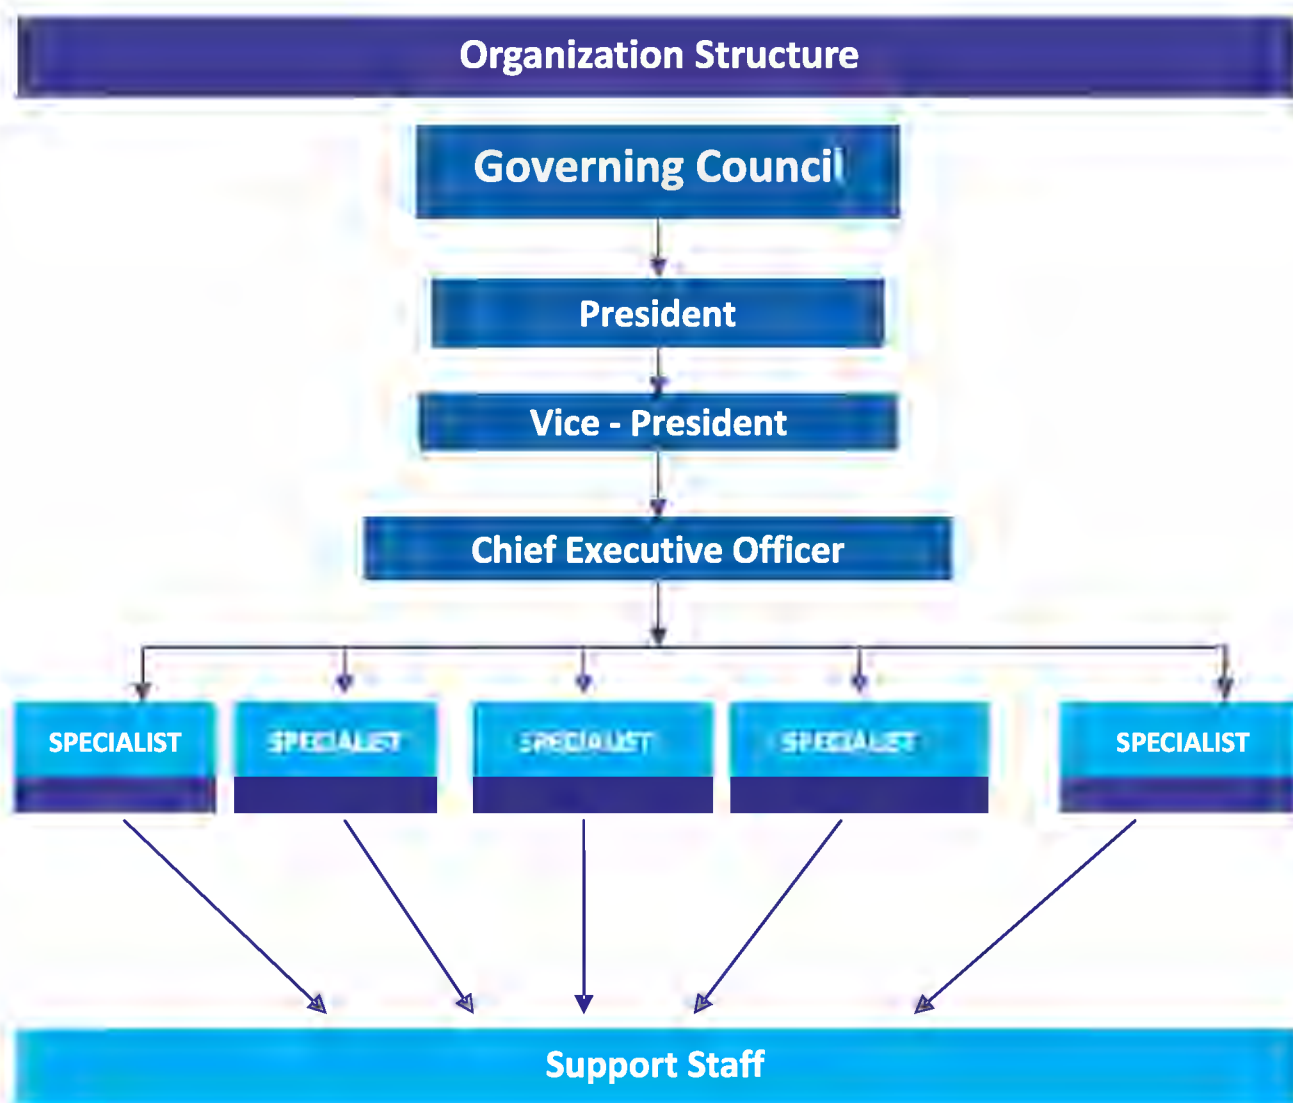 Organization Structure
Governing Council
President
Vice - President
Chief Executive Officer
SPECIALIST
SPECIALIST
SPECIALIST
SPECIALIST
SPECIALIST
Support Staff